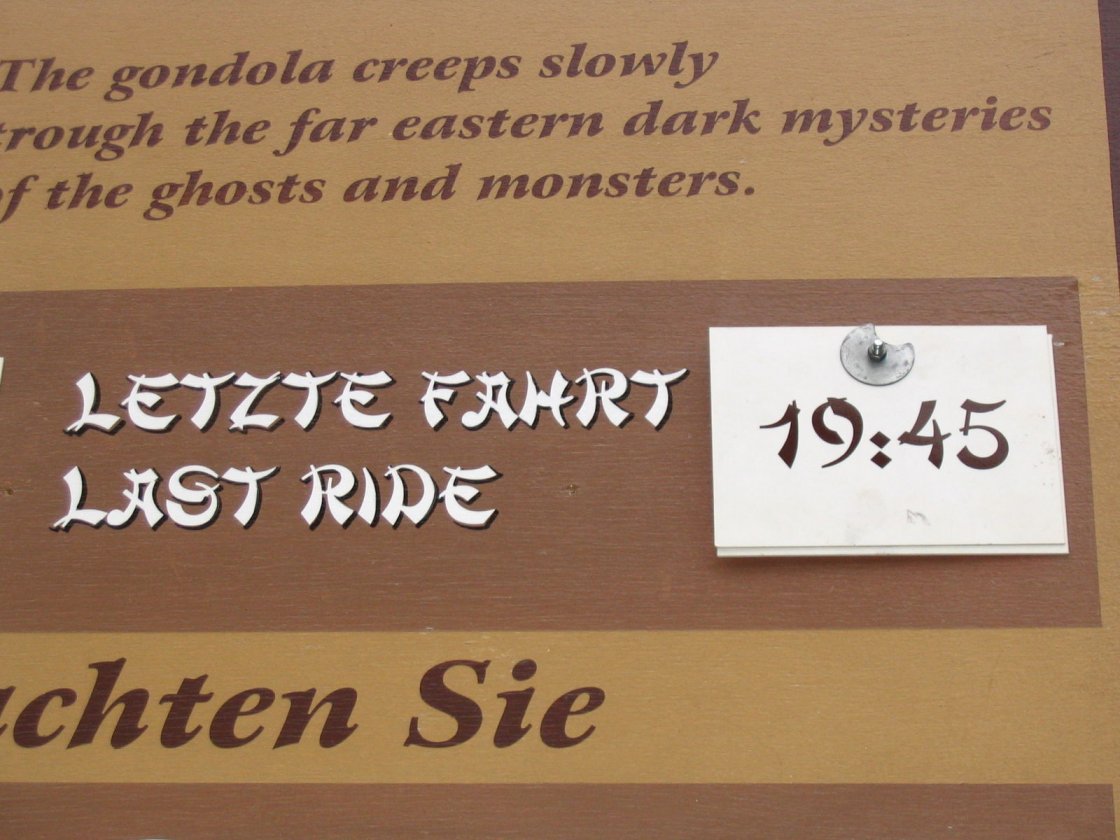 The gondola creeps slowly
trough the far eastern dark mysteries
of the ghosts and monsters.
LETZTE FAHRT
LAST RIDE
19:45
achten Sie